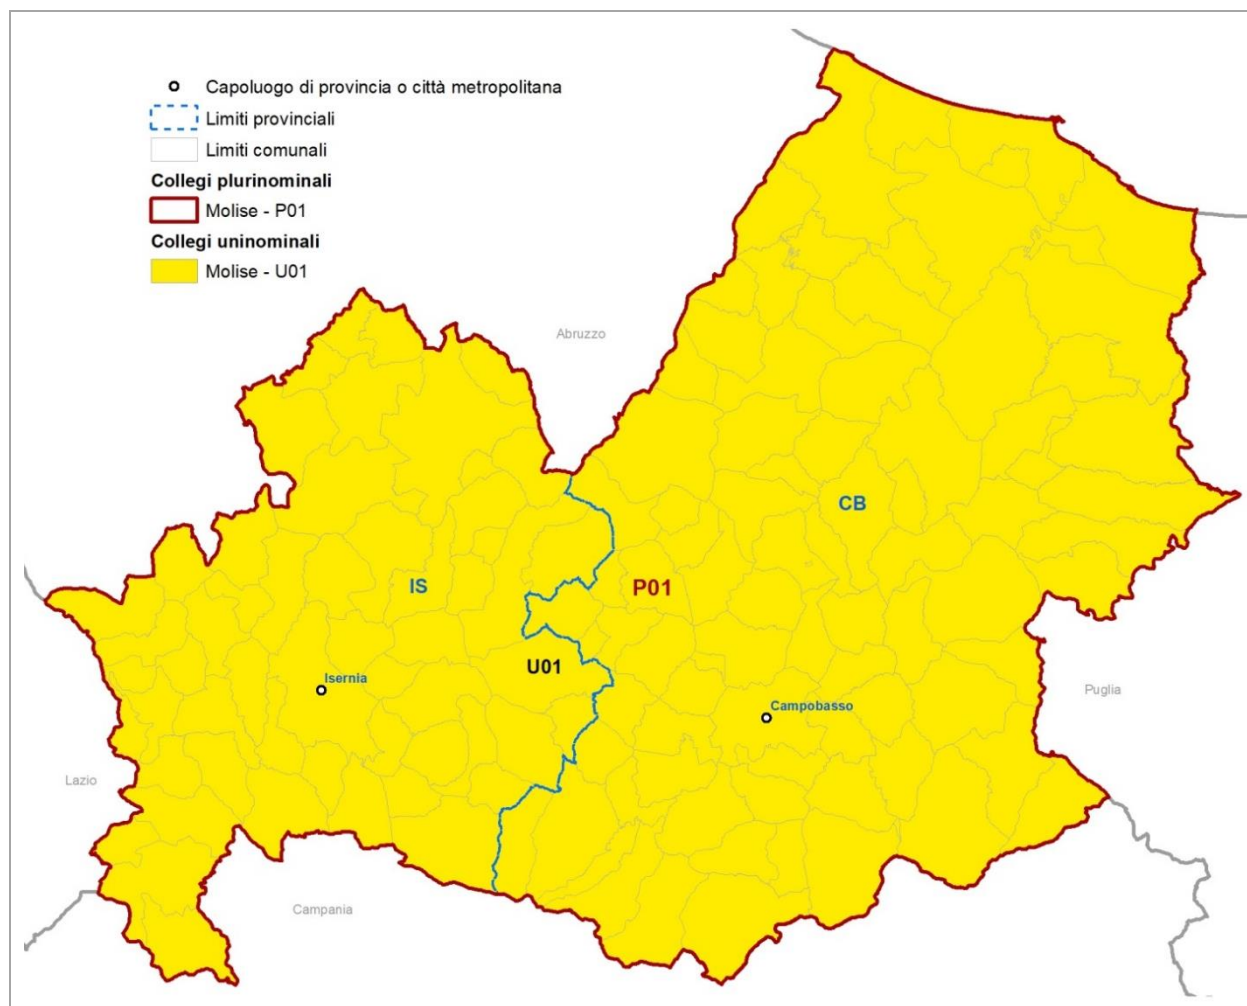 Capoluogo di provincia o città metropolitana
Limiti provinciali
Limiti comunali
Collegi plurinominali
Molise - P01
Collegi uninominali
Molise - U01
Abruzzo
CB
IS
P01
U01
Isernia
Puglia
Campobasso
Lazio
Campania